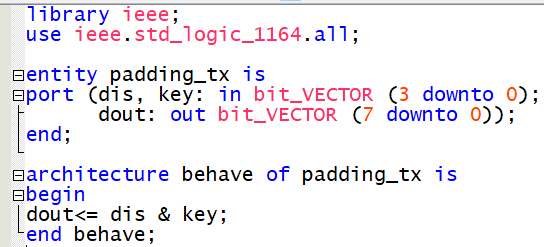 library ieee;
use ieee.std_logic_1164.all;
entity padding_tx is
port (dis, key: in bit_VECTOR (3 downto 0);
dout: out bit_VECTOR (7 downto 0));
end;
architecture behave of padding_tx is
begin
dout<= dis & key;
end behave;